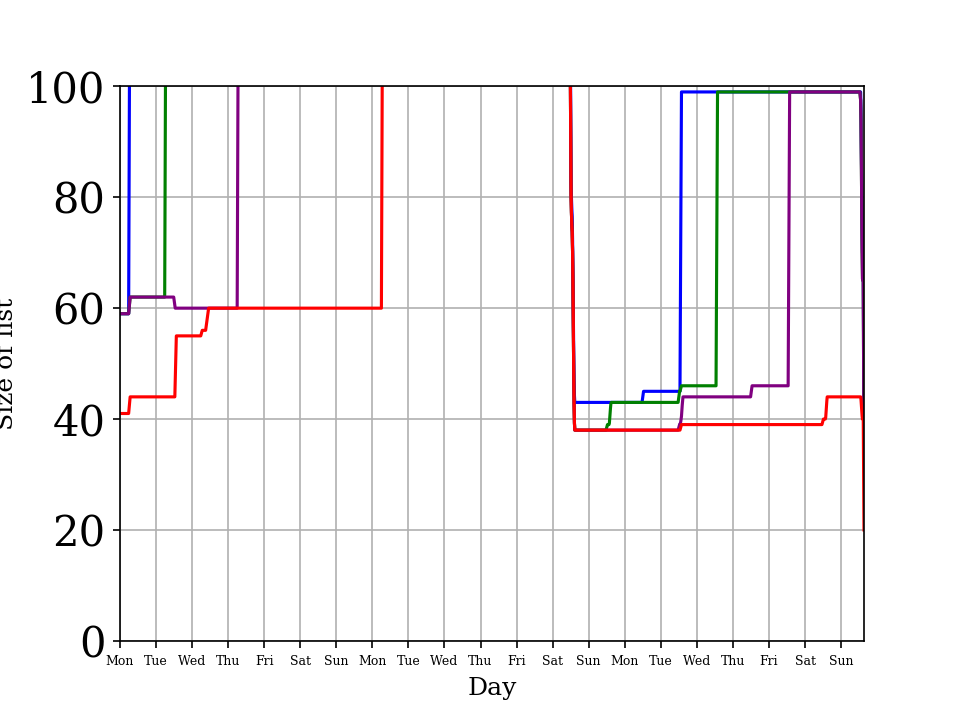 100
80
60
40
20
0
Size of list
Mon Tue Wed Thu Fri Sat Sun Mon Tue Wed Thu Fri Sat Sun Mon Tue Wed Thu Fri Sat Sun
Day